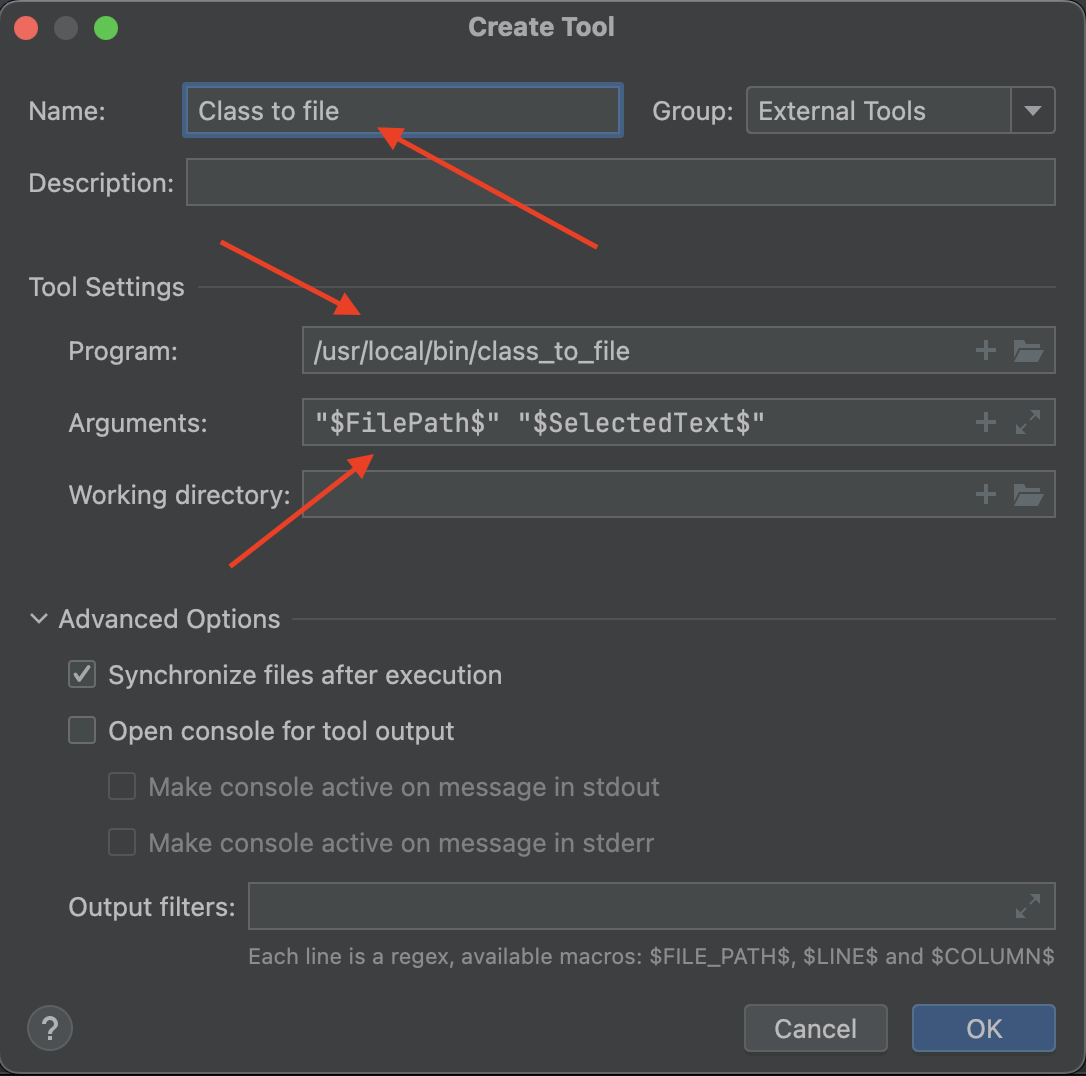 Create Tool
Name: Class to file Group: External Tools
Description:
Tool Settings
Program: /usr/local/bin/class_to_file
Arguments: "$FilePath$" "$SelectedText$"
Working directory:
Advanced Options
Synchronize files after execution
Open console for tool output
Make console active on message in stdout
Make console active on message in stderr
Output filters:
Each line is a regex, available macros: $FILE_PATH$, $LINE$ and $COLUMN$
? Cancel OK